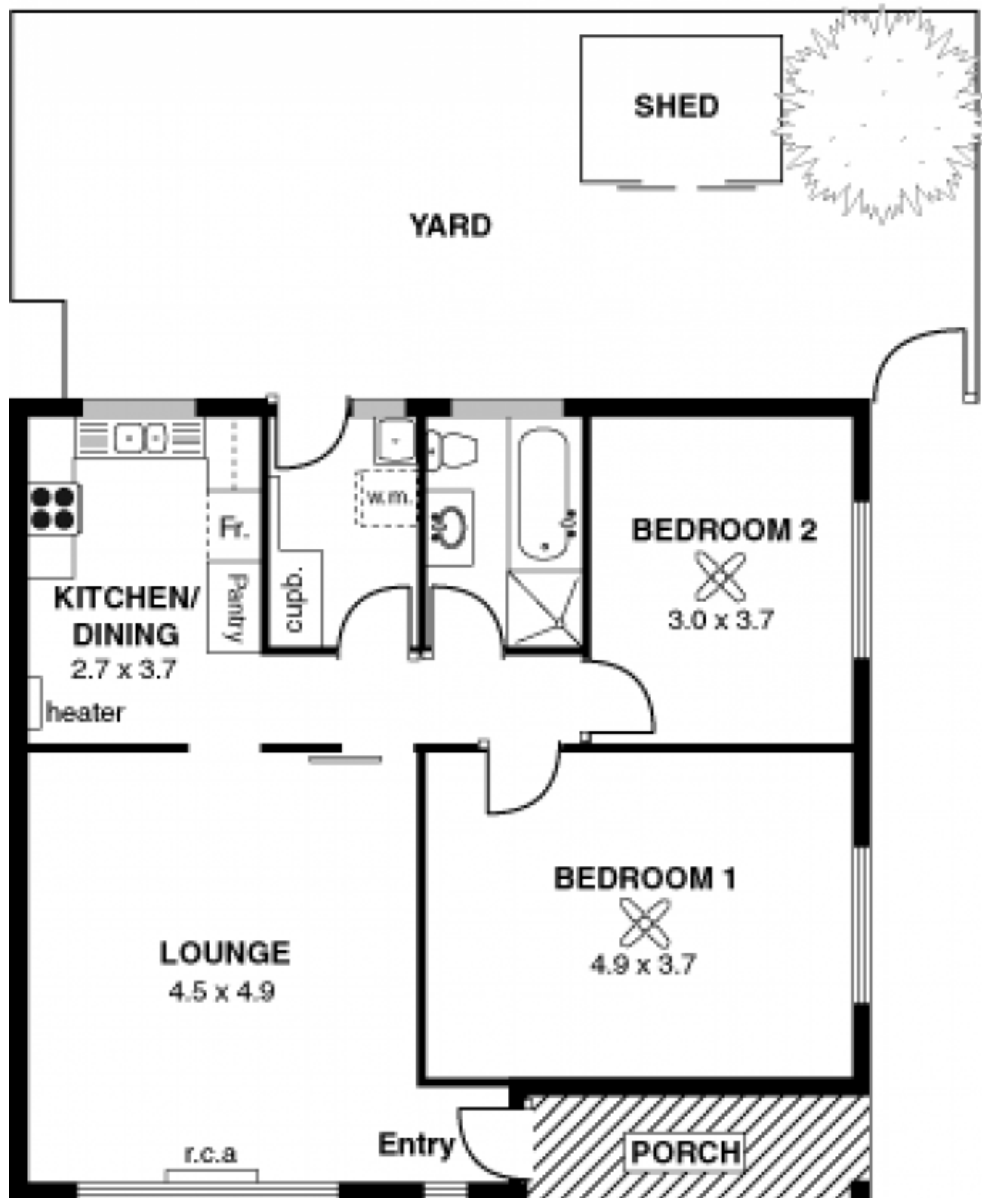 SHED
YARD
w.m.
Fr.
Pantry
cupb.
KITCHEN/
DINING
2.7 x 3.7
heater
BEDROOM 2
3.0 x 3.7
BEDROOM 1
4.9 x 3.7
LOUNGE
4.5 x 4.9
Entry
r.c.a
PORCH